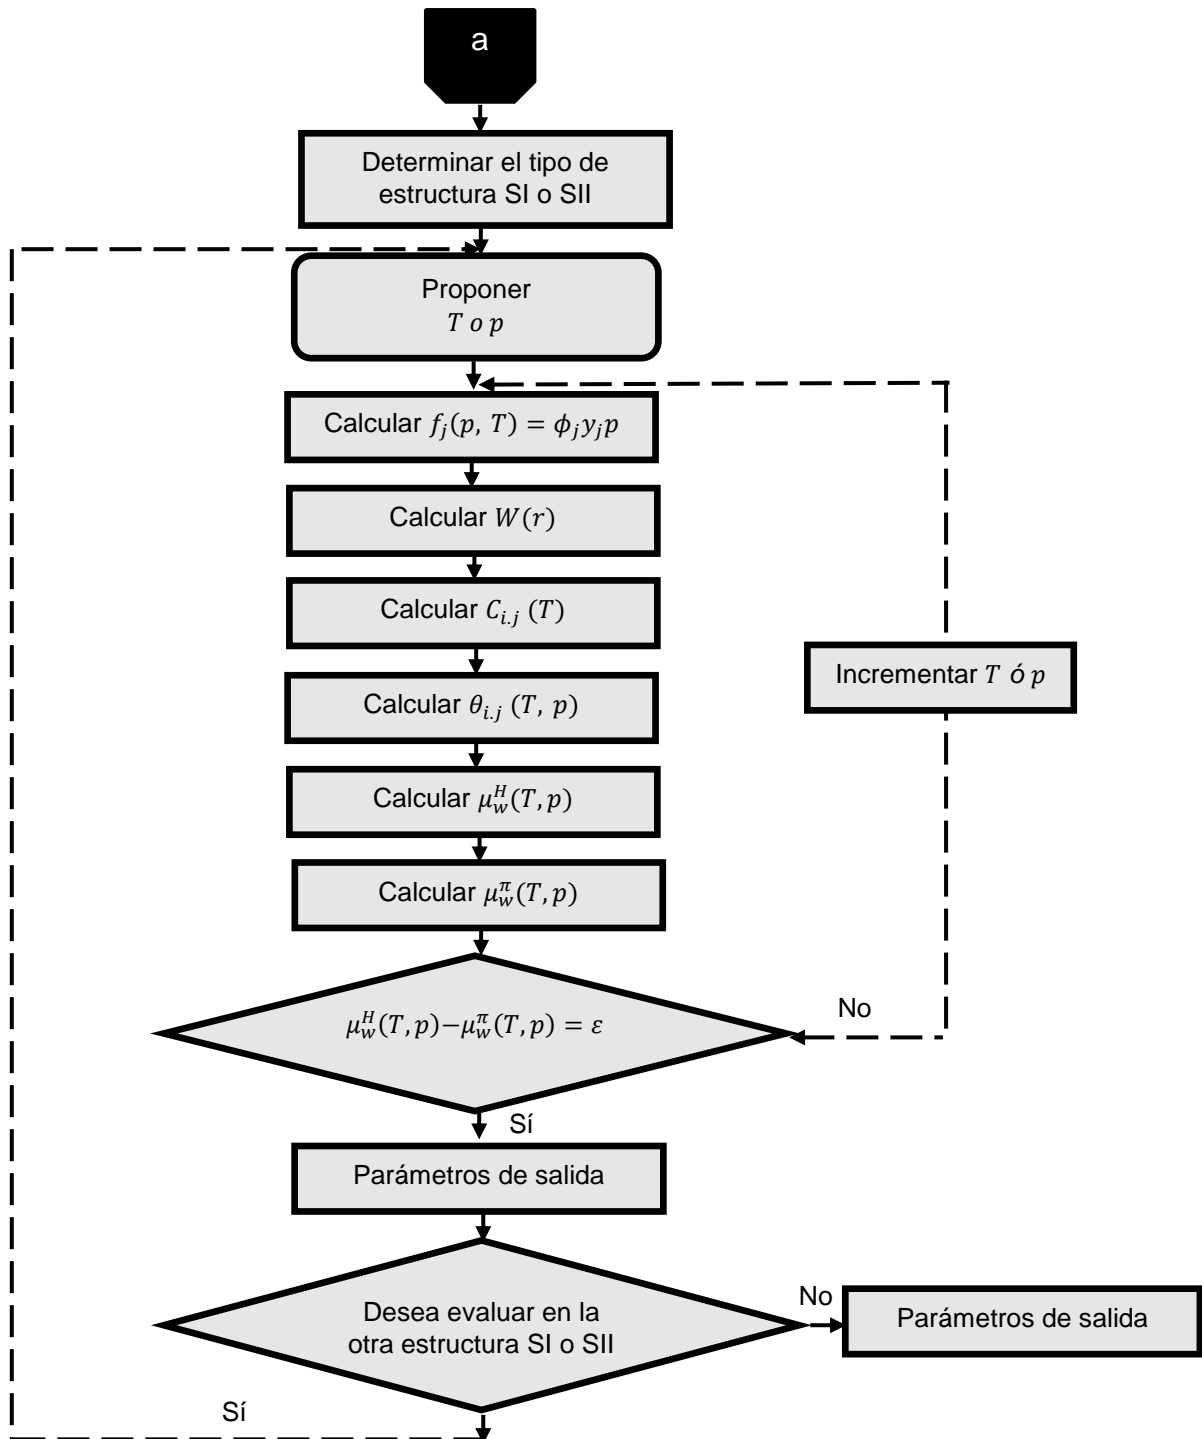 a
Determinar el tipo de
estructura SI o SII
Proponer
T o p
Calcular f_j(p, T) = ϕ_j y_j p
Calcular W(r)
Calcular C_{i.j} (T)
Calcular θ_{i.j} (T, p)
Incrementar T ó p
Calcular μ_w^H(T, p)
Calcular μ_w^π(T, p)
μ_w^H(T, p)−μ_w^π(T, p) = ε
No
Sí
Parámetros de salida
Desea evaluar en la
otra estructura SI o SII
No
Parámetros de salida
Sí